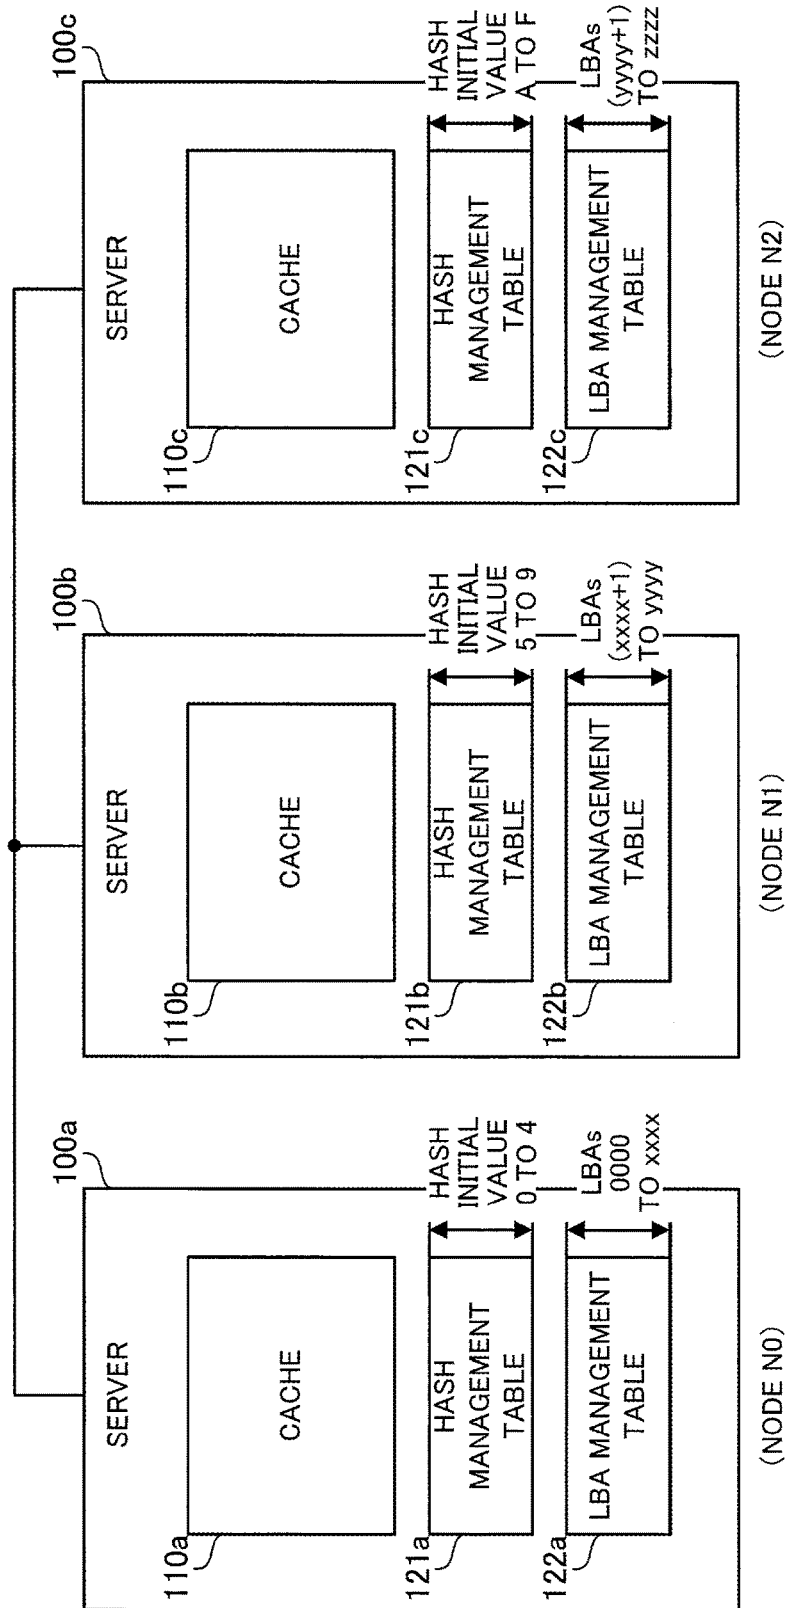 100a
SERVER
110a
CACHE
121a
HASH
MANAGEMENT
TABLE
HASH
INITIAL
VALUE
0 TO 4
122a
LBA MANAGEMENT
TABLE
LBAs
0000
TO xxxx
(NODE N0)
100b
SERVER
110b
CACHE
121b
HASH
MANAGEMENT
TABLE
HASH
INITIAL
VALUE
5 TO 9
122b
LBA MANAGEMENT
TABLE
LBAs
(xxxx+1)
TO yyyy
(NODE N1)
100c
SERVER
110c
CACHE
121c
HASH
MANAGEMENT
TABLE
HASH
INITIAL
VALUE
A TO F
122c
LBA MANAGEMENT
TABLE
LBAs
(yyyy+1)
TO zzzz
(NODE N2)